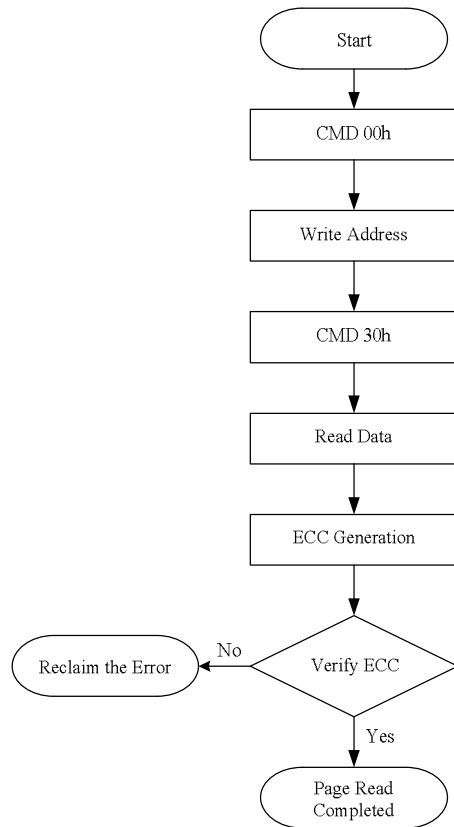 Start
CMD 00h
Write Address
CMD 30h
Read Data
ECC Generation
Verify ECC
No
Reclaim the Error
Yes
Page Read
Completed